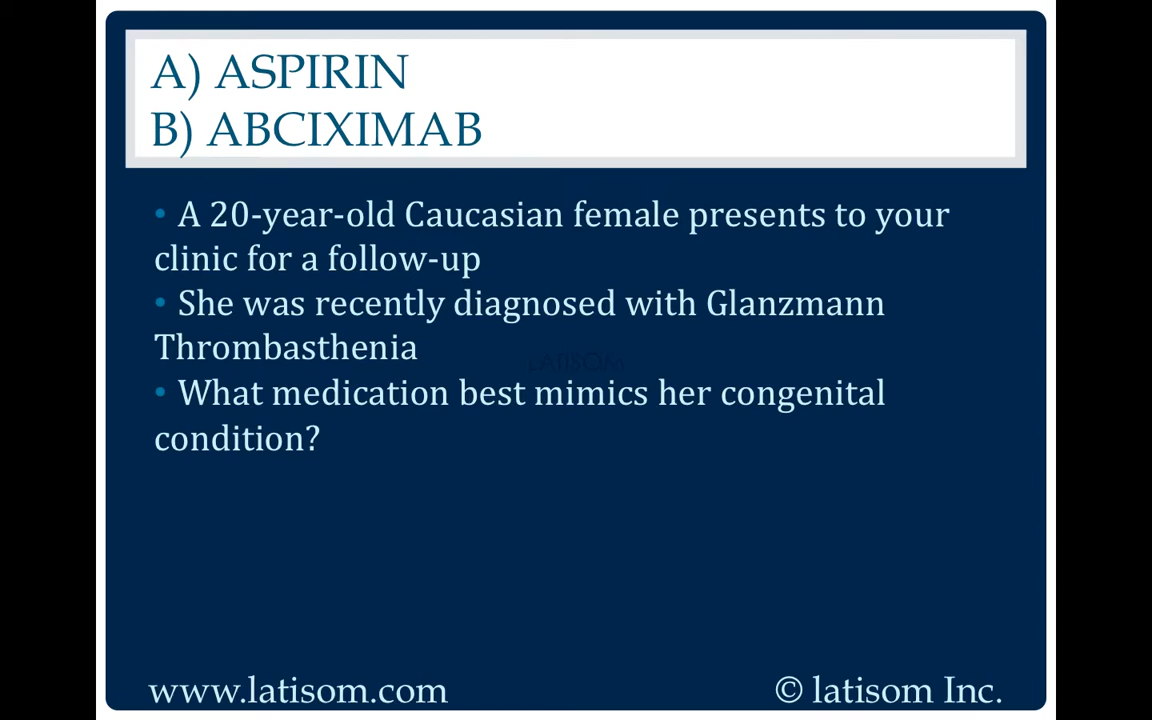 A) ASPIRIN
B) ABCIXIMAB
• A 20-year-old Caucasian female presents to your
clinic for a follow-up
• She was recently diagnosed with Glanzmann
Thrombasthenia
LATISOM
• What medication best mimics her congenital
condition?
www.latisom.com
© latisom Inc.